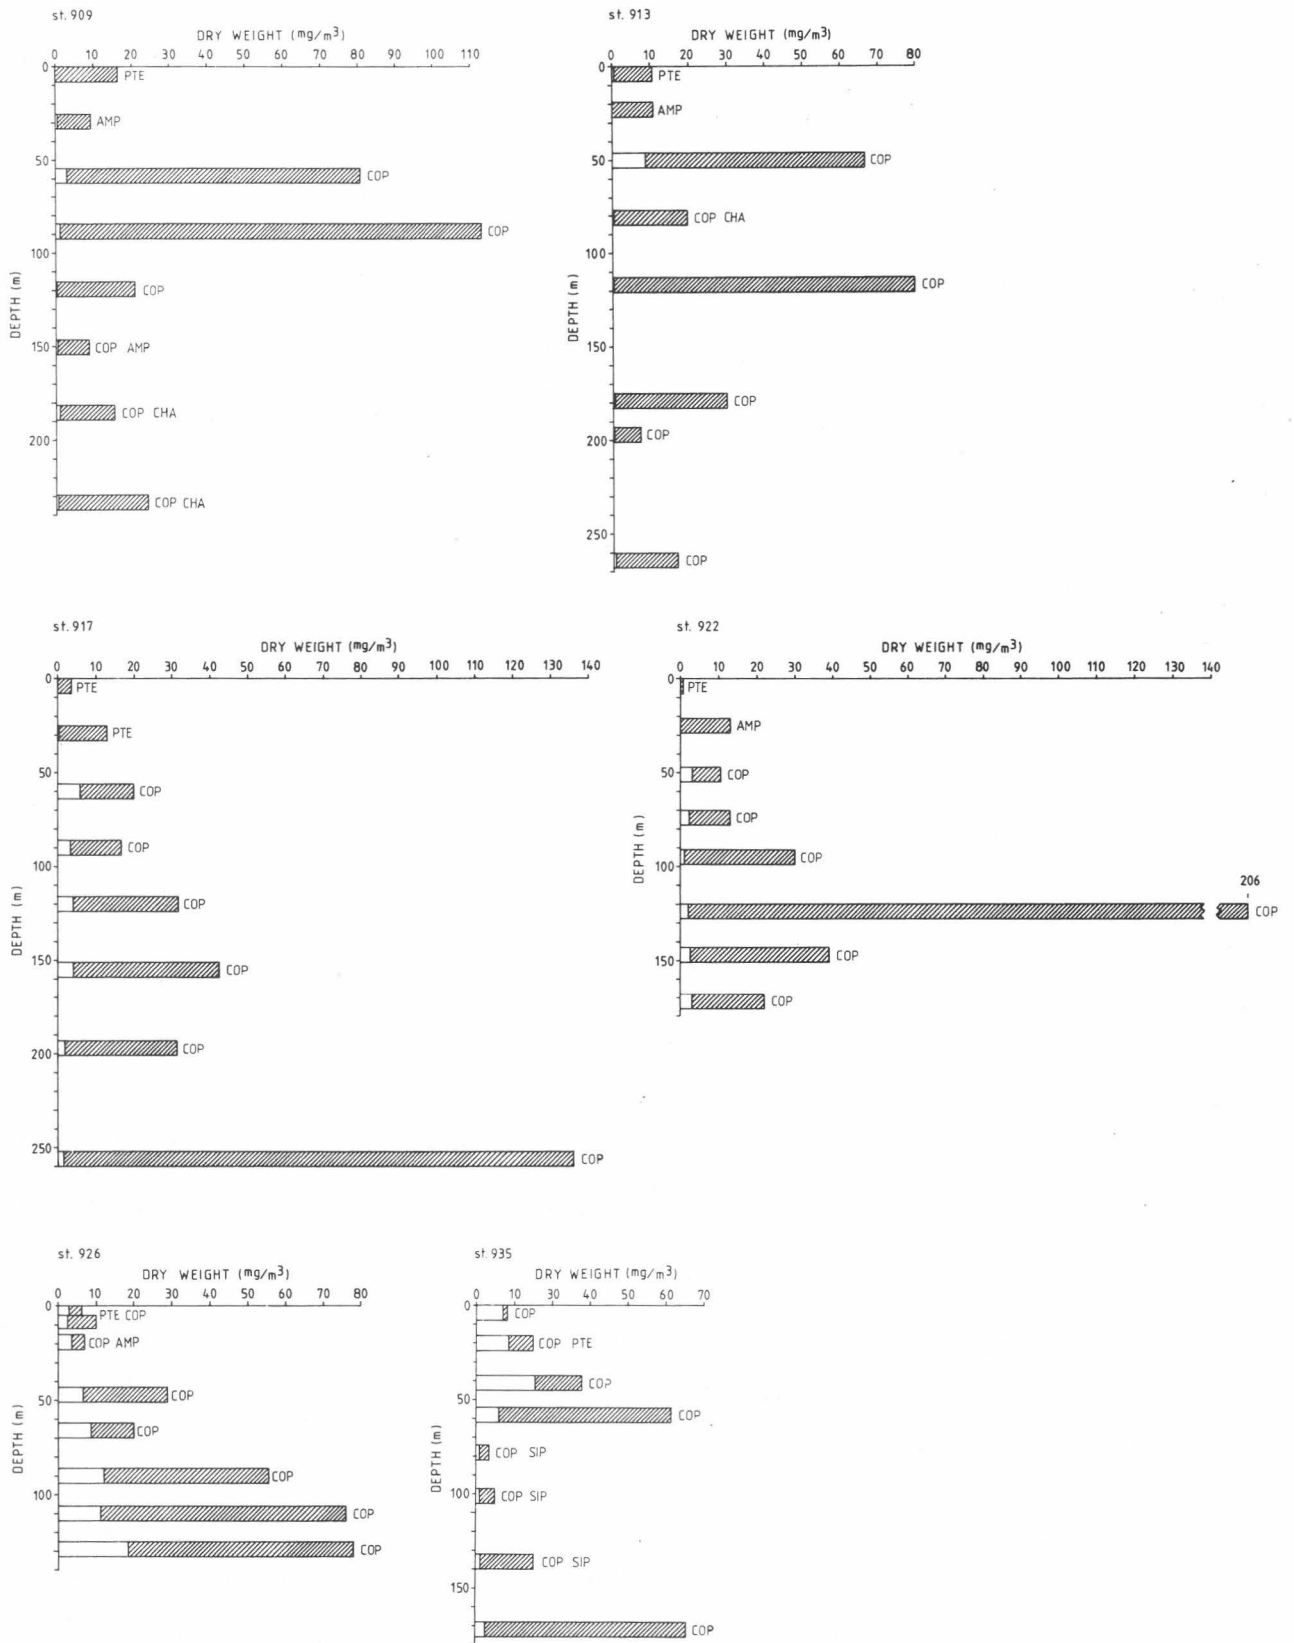 st. 909
DRY WEIGHT (mg/m³)
0 10 20 30 40 50 60 70 80 90 100 110
0
PTE
AMP
50
COP
COP
100
COP
150
COP AMP
COP CHA
200
COP CHA
DEPTH (m)
st. 913
DRY WEIGHT (mg/m³)
0 10 20 30 40 50 60 70 80
0
PTE
AMP
50
COP
COP CHA
100
COP
150
COP
200
COP
250
COP
DEPTH (m)
st. 917
DRY WEIGHT (mg/m³)
0 10 20 30 40 50 60 70 80 90 100 110 120 130 140
0
PTE
PTE
50
COP
COP
100
COP
150
COP
200
COP
250
COP
DEPTH (m)
st. 922
DRY WEIGHT (mg/m³)
0 10 20 30 40 50 60 70 80 90 100 110 120 130 140
0
PTE
AMP
50
COP
COP
100
COP
206
COP
150
COP
COP
DEPTH (m)
st. 926
DRY WEIGHT (mg/m³)
0 10 20 30 40 50 60 70 80
0
PTE COP
COP AMP
50
COP
COP
COP
100
COP
COP
DEPTH (m)
st. 935
DRY WEIGHT (mg/m³)
0 10 20 30 40 50 60 70
0
COP
COP PTE
COP
50
COP
COP SIP
100
COP SIP
COP SIP
150
COP
DEPTH (m)